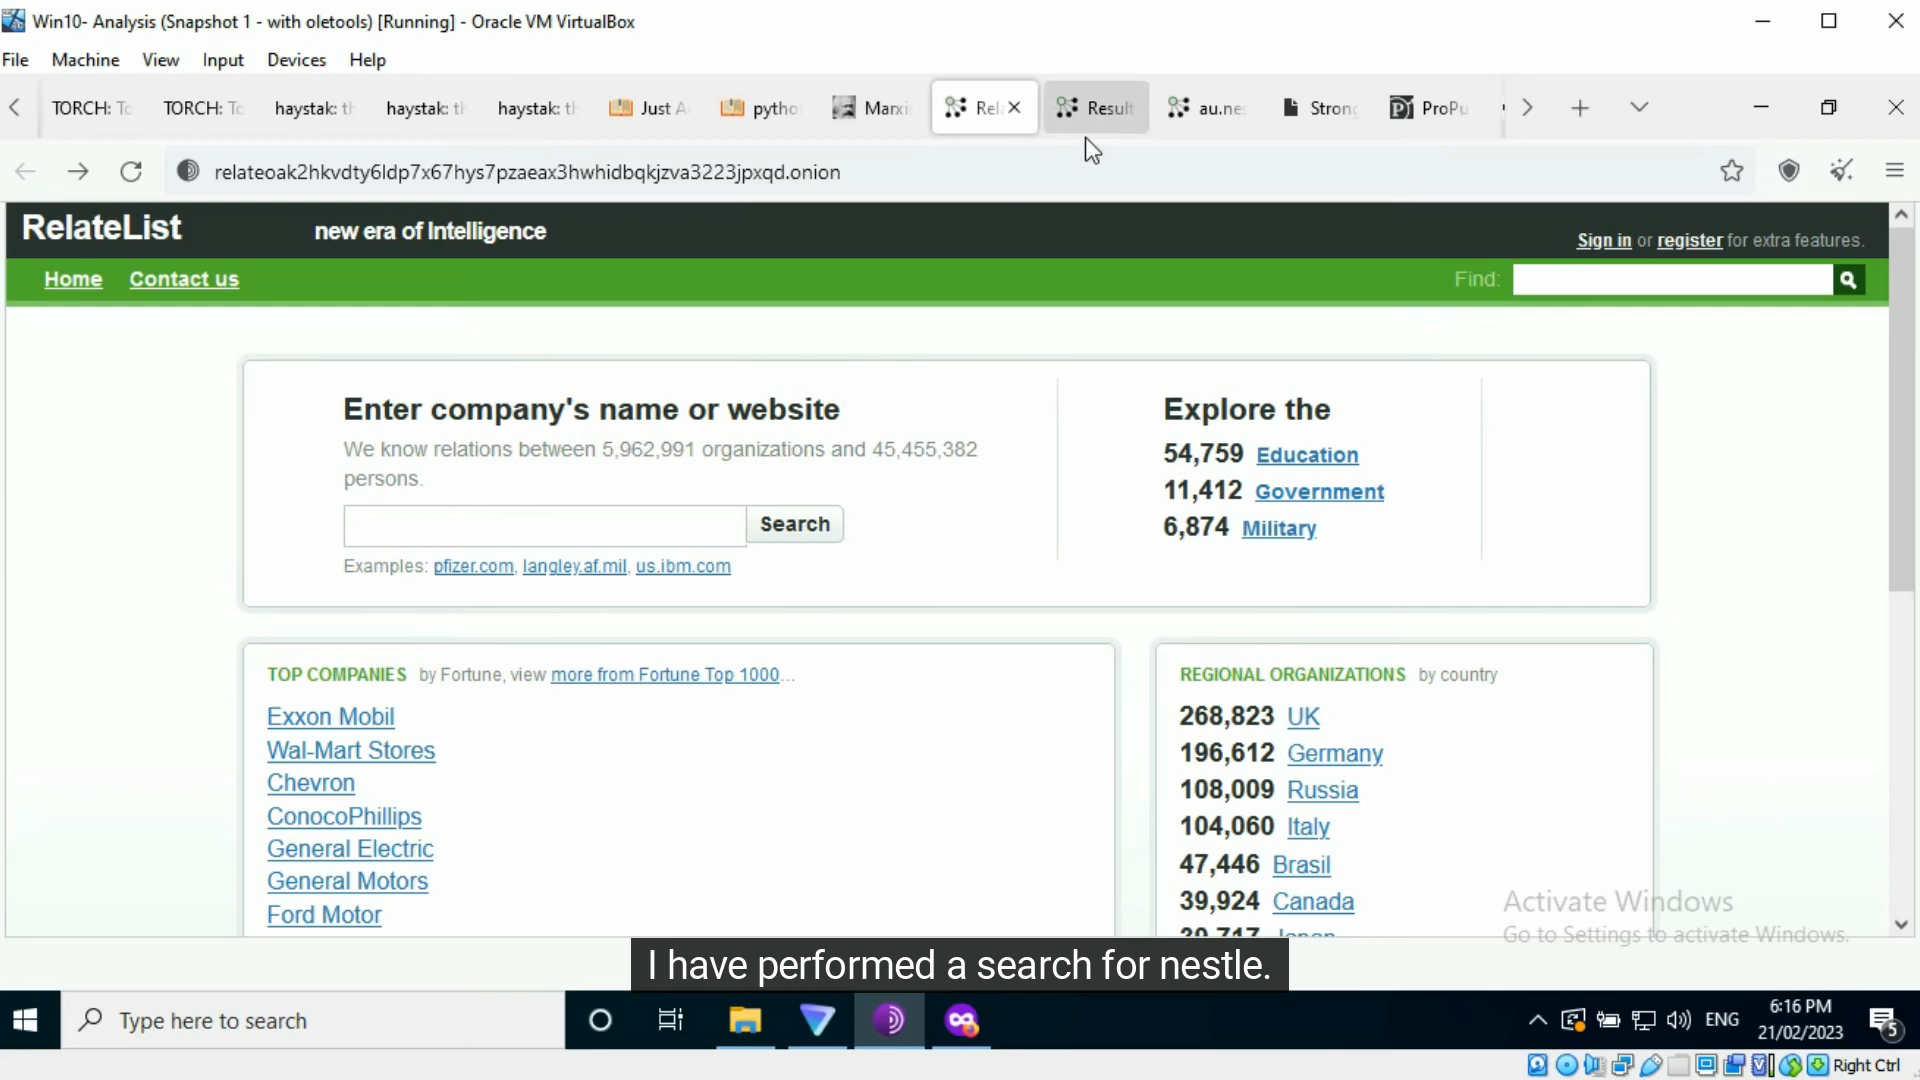 Win10- Analysis (Snapshot 1 - with oletools) [Running] - Oracle VM VirtualBox
File Machine View Input Devices Help
TORCH: To TORCH: To haystak: th haystak: th haystak: th Just A pytho Marxi Rel Result au.ne Strong ProPu
relateoak2hkvdty6ldp7x67hys7pzaeax3hwhidbqkjzva3223jpxqd.onion
RelateList new era of Intelligence
Sign in or register for extra features.
Home Contact us Find:
Enter company's name or website
We know relations between 5,962,991 organizations and 45,455,382
persons.
Search
Examples: pfizer.com, langley.af.mil, us.ibm.com
Explore the
54,759 Education
11,412 Government
6,874 Military
TOP COMPANIES by Fortune, view more from Fortune Top 1000...
Exxon Mobil
Wal-Mart Stores
Chevron
ConocoPhillips
General Electric
General Motors
Ford Motor
REGIONAL ORGANIZATIONS by country
268,823 UK
196,612 Germany
108,009 Russia
104,060 Italy
47,446 Brasil
39,924 Canada
Activate Windows
Go to Settings to activate Windows.
I have performed a search for nestle.
Type here to search
ENG
6:16 PM
21/02/2023
5
Right Ctrl